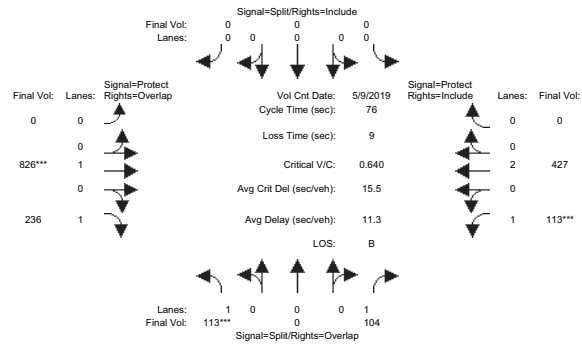 Signal=Split/Rights=Include
Final Vol: 0 0 0
Lanes: 0 0 0 0 0
Signal=Protect
Final Vol: Lanes: Rights=Overlap Vol Cnt Date: 5/9/2019 Signal=Protect Rights=Include Lanes: Final Vol:
Cycle Time (sec): 76
0 0 0 0
Loss Time (sec): 9
0 0
826*** 1 Critical V/C: 0.640 2 427
0 Avg Crit Del (sec/veh): 15.5 0
236 1 Avg Delay (sec/veh): 11.3 1 113***
LOS: B
Lanes: 1 0 0 0 1
Final Vol: 113*** 0 104
Signal=Split/Rights=Overlap